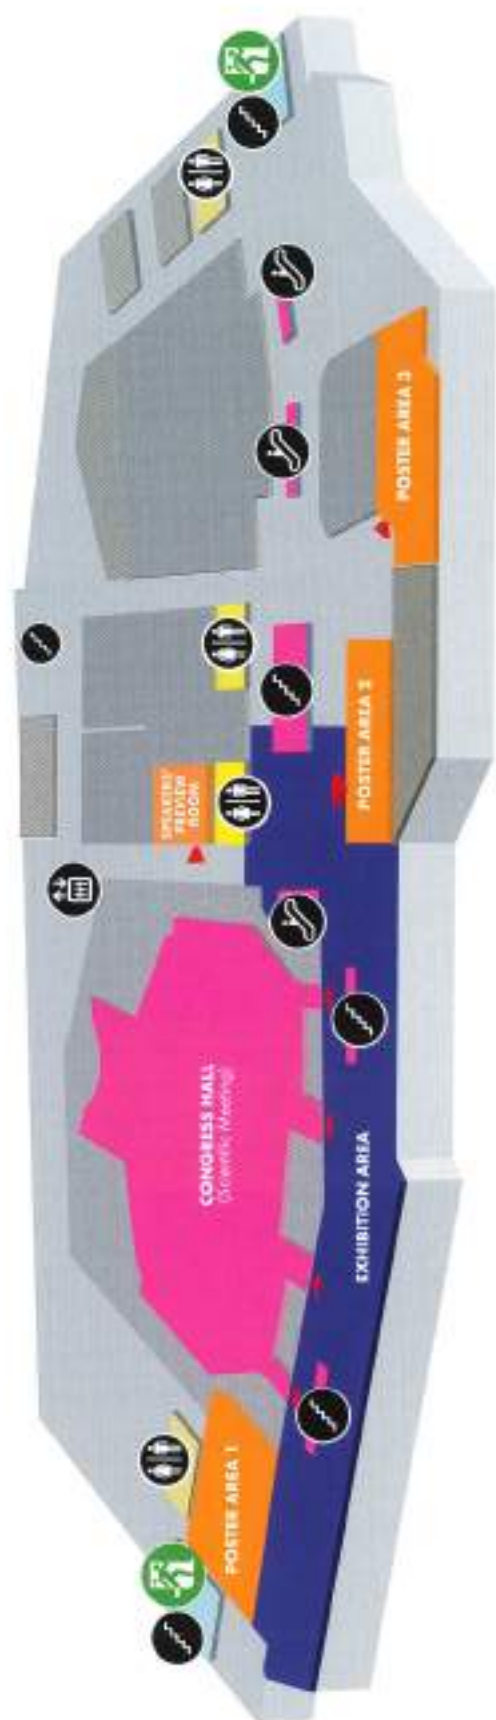 POSTER AREA 1
CONGRESS HALL
(Scientific Meeting)
EXHIBITION AREA
SPEAKERS'
PREVIEW
ROOM
POSTER AREA 2
POSTER AREA 3